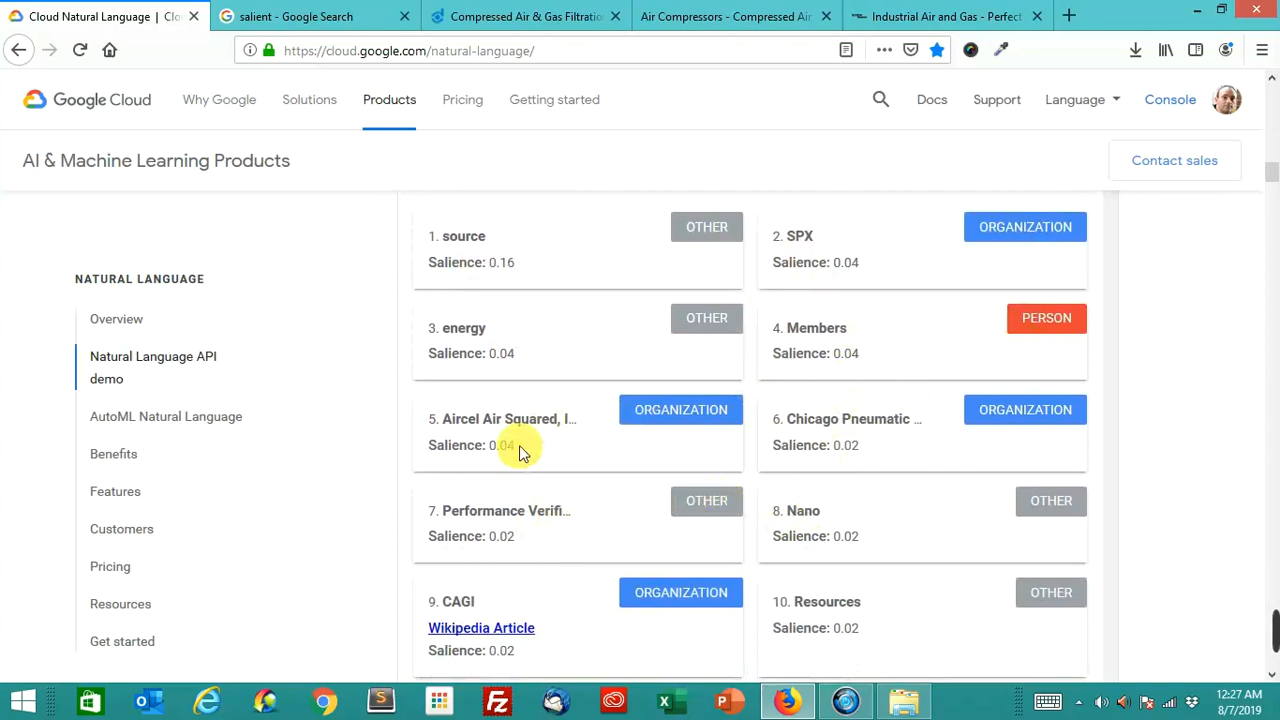 Cloud Natural Language | Clo
salient - Google Search
Compressed Air & Gas Filtration
Air Compressors - Compressed Air
Industrial Air and Gas - Perfect
https://cloud.google.com/natural-language/
Google Cloud
Why Google
Solutions
Products
Pricing
Getting started
Docs
Support
Language
Console
AI & Machine Learning Products
Contact sales
NATURAL LANGUAGE
Overview
Natural Language API
demo
AutoML Natural Language
Benefits
Features
Customers
Pricing
Resources
Get started
1. source
OTHER
Salience: 0.16
2. SPX
ORGANIZATION
Salience: 0.04
3. energy
OTHER
Salience: 0.04
4. Members
PERSON
Salience: 0.04
5. Aircel Air Squared, I...
ORGANIZATION
Salience: 0.04
6. Chicago Pneumatic ...
ORGANIZATION
Salience: 0.02
7. Performance Verifi...
OTHER
Salience: 0.02
8. Nano
OTHER
Salience: 0.02
9. CAGI
ORGANIZATION
Wikipedia Article
Salience: 0.02
10. Resources
OTHER
Salience: 0.02
12:27 AM
8/7/2019